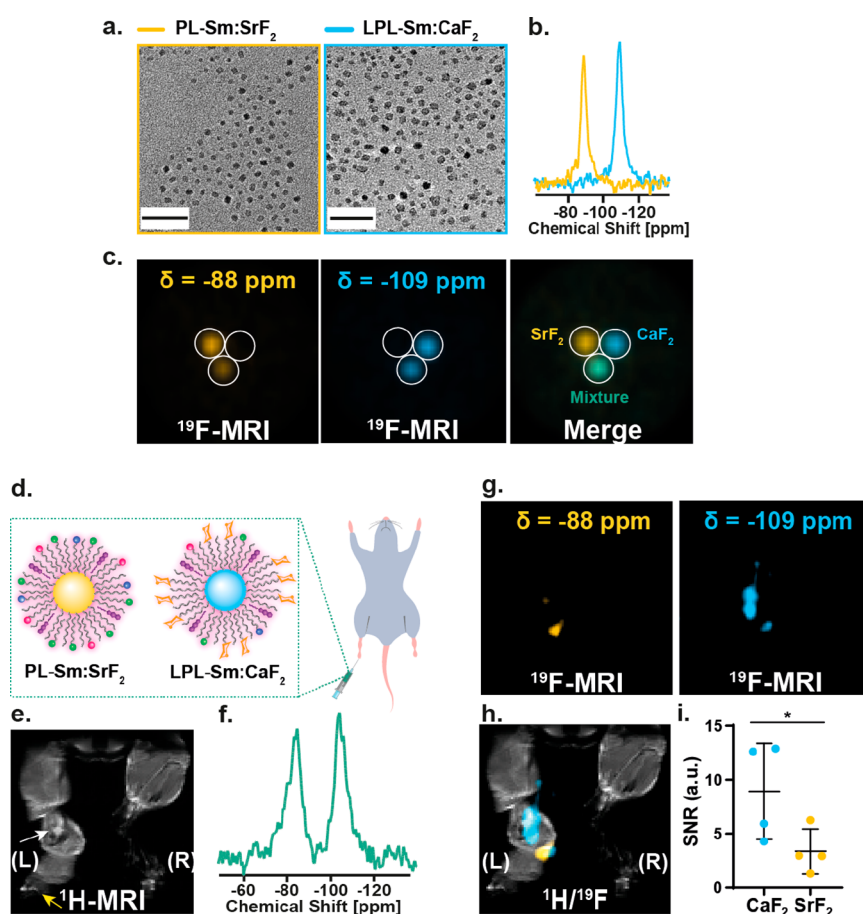 a.
PL-Sm:SrF₂
LPL-Sm:CaF₂
b.
-80 -100 -120
Chemical Shift [ppm]
c.
δ = -88 ppm
δ = -109 ppm
SrF₂
CaF₂
Mixture
¹⁹F-MRI
¹⁹F-MRI
Merge
d.
PL-Sm:SrF₂
LPL-Sm:CaF₂
g.
δ = -88 ppm
δ = -109 ppm
¹⁹F-MRI
¹⁹F-MRI
e.
(L)
(R)
¹H-MRI
f.
-60 -80 -100 -120
Chemical Shift [ppm]
h.
(L)
(R)
¹H/¹⁹F
i.
*
SNR (a.u.)
15
10
5
0
CaF₂ SrF₂